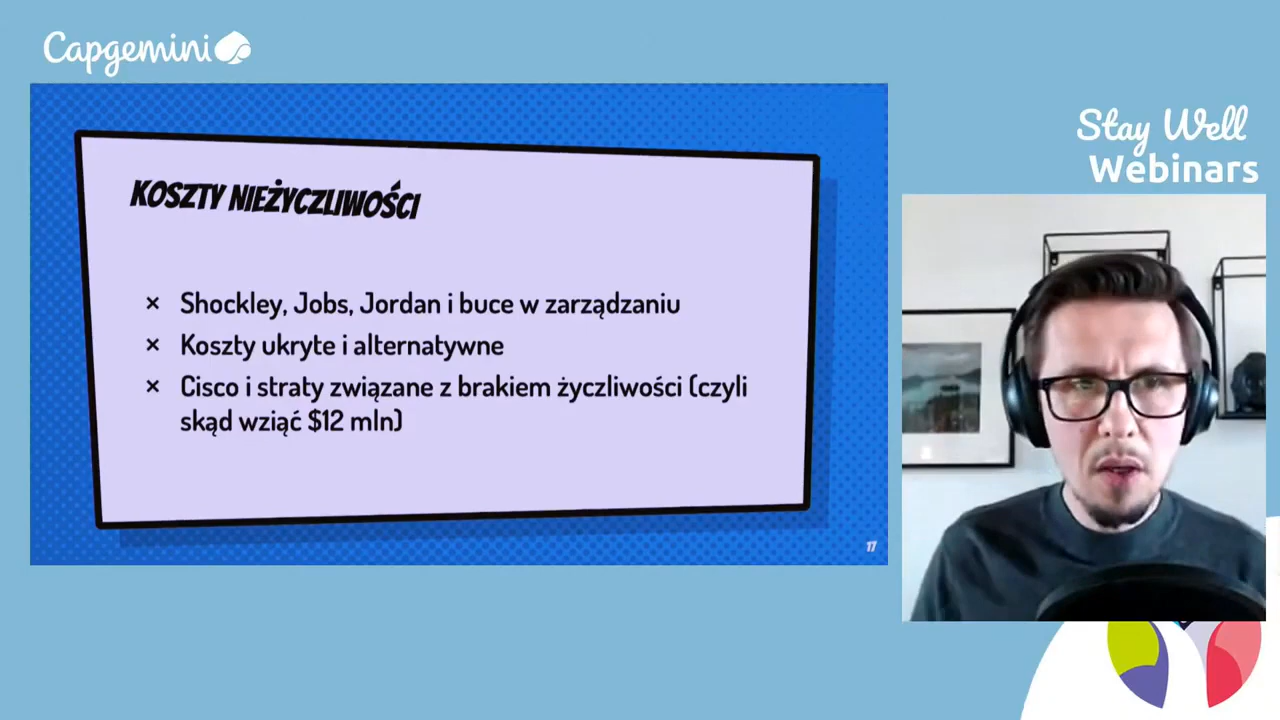 Capgemini
Stay Well
Webinars
KOSZTY NIEŻYCZLIWOŚCI
× Shockley, Jobs, Jordan i buce w zarządzaniu
× Koszty ukryte i alternatywne
× Cisco i straty związane z brakiem życzliwości (czyli
skąd wziąć $12 mln)
17